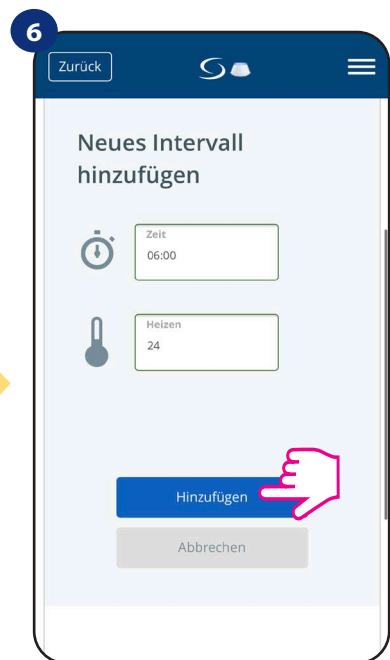 6
Zurück
Neues Intervall
hinzufügen
Zeit
06:00
Heizen
24
Hinzufügen
Abbrechen